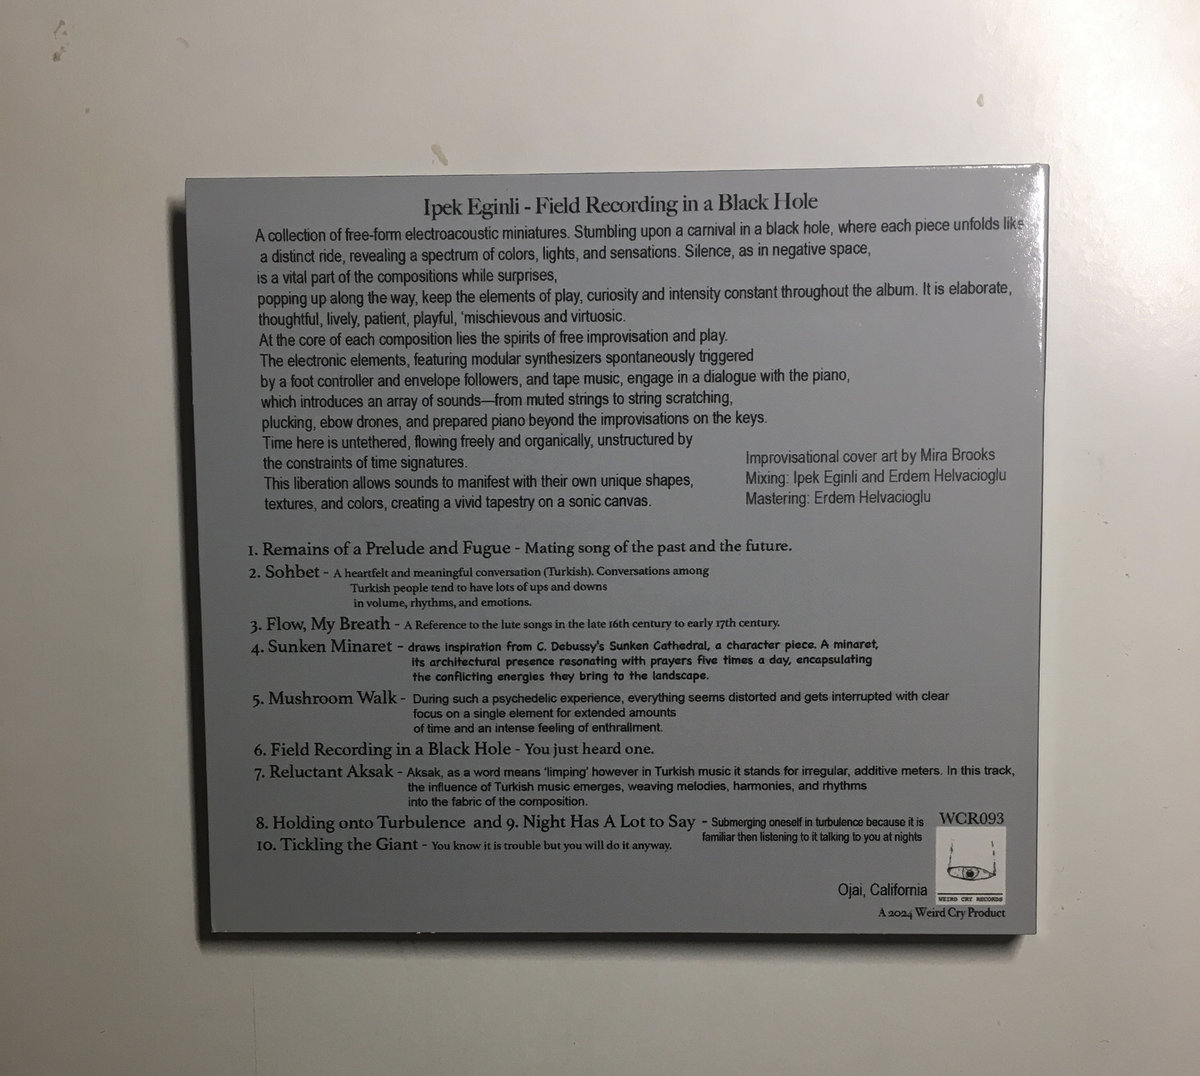 Ipek Eginli - Field Recording in a Black Hole
A collection of free-form electroacoustic miniatures. Stumbling upon a carnival in a black hole, where each piece unfolds like
a distinct ride, revealing a spectrum of colors, lights, and sensations. Silence, as in negative space,
is a vital part of the compositions while surprises,
popping up along the way, keep the elements of play, curiosity and intensity constant throughout the album. It is elaborate,
thoughtful, lively, patient, playful, 'mischievous and virtuosic.
At the core of each composition lies the spirits of free improvisation and play.
The electronic elements, featuring modular synthesizers spontaneously triggered
by a foot controller and envelope followers, and tape music, engage in a dialogue with the piano,
which introduces an array of sounds—from muted strings to string scratching,
plucking, ebow drones, and prepared piano beyond the improvisations on the keys.
Time here is untethered, flowing freely and organically, unstructured by
the constraints of time signatures.
This liberation allows sounds to manifest with their own unique shapes,
textures, and colors, creating a vivid tapestry on a sonic canvas.
Improvisational cover art by Mira Brooks
Mixing: Ipek Eginli and Erdem Helvacioglu
Mastering: Erdem Helvacioglu
1. Remains of a Prelude and Fugue - Mating song of the past and the future.
2. Sohbet - A heartfelt and meaningful conversation (Turkish). Conversations among
Turkish people tend to have lots of ups and downs
in volume, rhythms, and emotions.
3. Flow, My Breath - A Reference to the lute songs in the late 16th century to early 17th century.
4. Sunken Minaret - draws inspiration from C. Debussy's Sunken Cathedral, a character piece. A minaret,
its architectural presence resonating with prayers five times a day, encapsulating
the conflicting energies they bring to the landscape.
5. Mushroom Walk - During such a psychedelic experience, everything seems distorted and gets interrupted with clear
focus on a single element for extended amounts
of time and an intense feeling of enthrallment.
6. Field Recording in a Black Hole - You just heard one.
7. Reluctant Aksak - Aksak, as a word means 'limping' however in Turkish music it stands for irregular, additive meters. In this track,
the influence of Turkish music emerges, weaving melodies, harmonies, and rhythms
into the fabric of the composition.
8. Holding onto Turbulence and 9. Night Has A Lot to Say - Submerging oneself in turbulence because it is
familiar then listening to it talking to you at nights
10. Tickling the Giant - You know it is trouble but you will do it anyway.
WCR093
WEIRD CRY RECORDS
Ojai, California
A 2024 Weird Cry Product